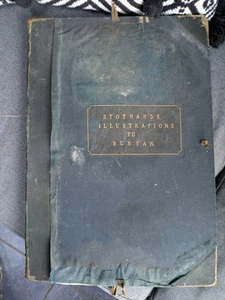 STOTHARDS
ILLUSTRATIONS
TO
BUNYAN